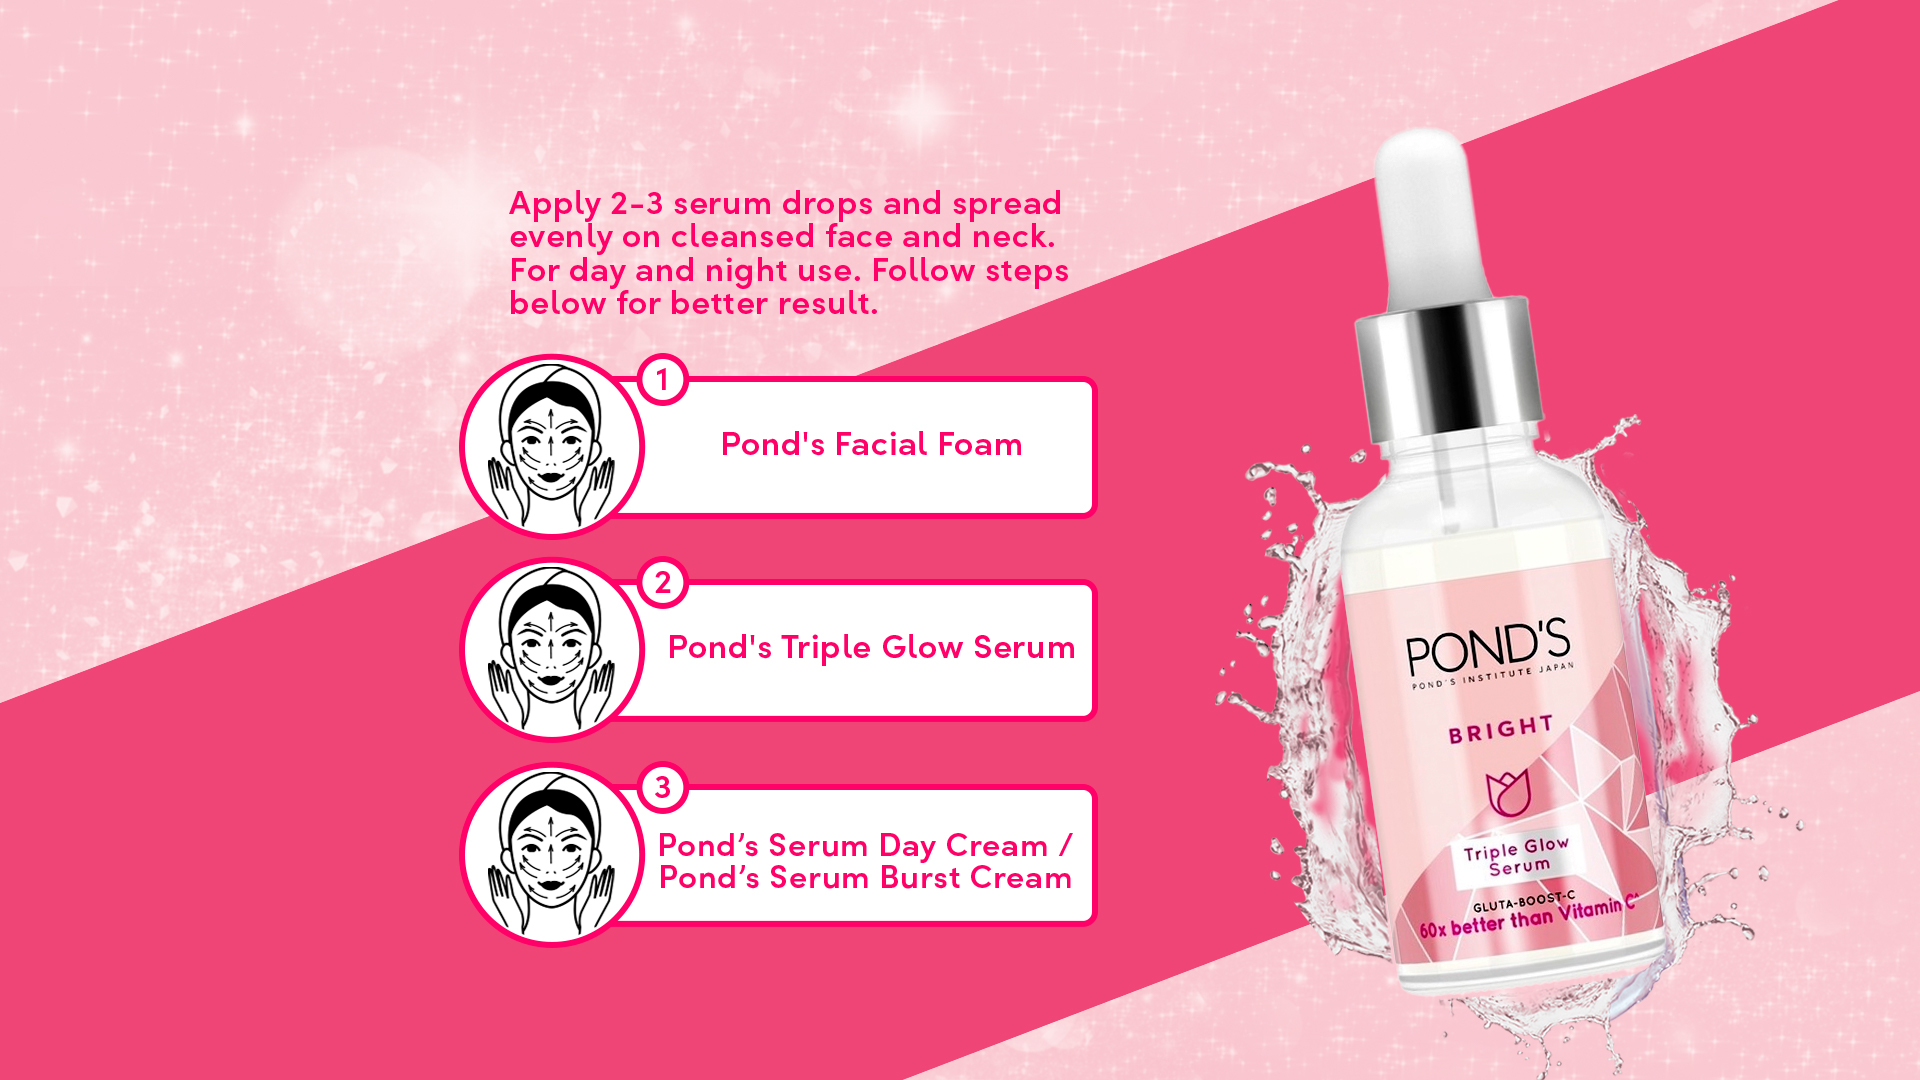 Apply 2-3 serum drops and spread
evenly on cleansed face and neck.
For day and night use. Follow steps
below for better result.
1
Pond's Facial Foam
2
Pond's Triple Glow Serum
3
Pond’s Serum Day Cream /
Pond’s Serum Burst Cream
POND'S
POND'S INSTITUTE JAPAN
BRIGHT
Triple Glow
Serum
GLUTA-BOOST-C
60x better than Vitamin C^